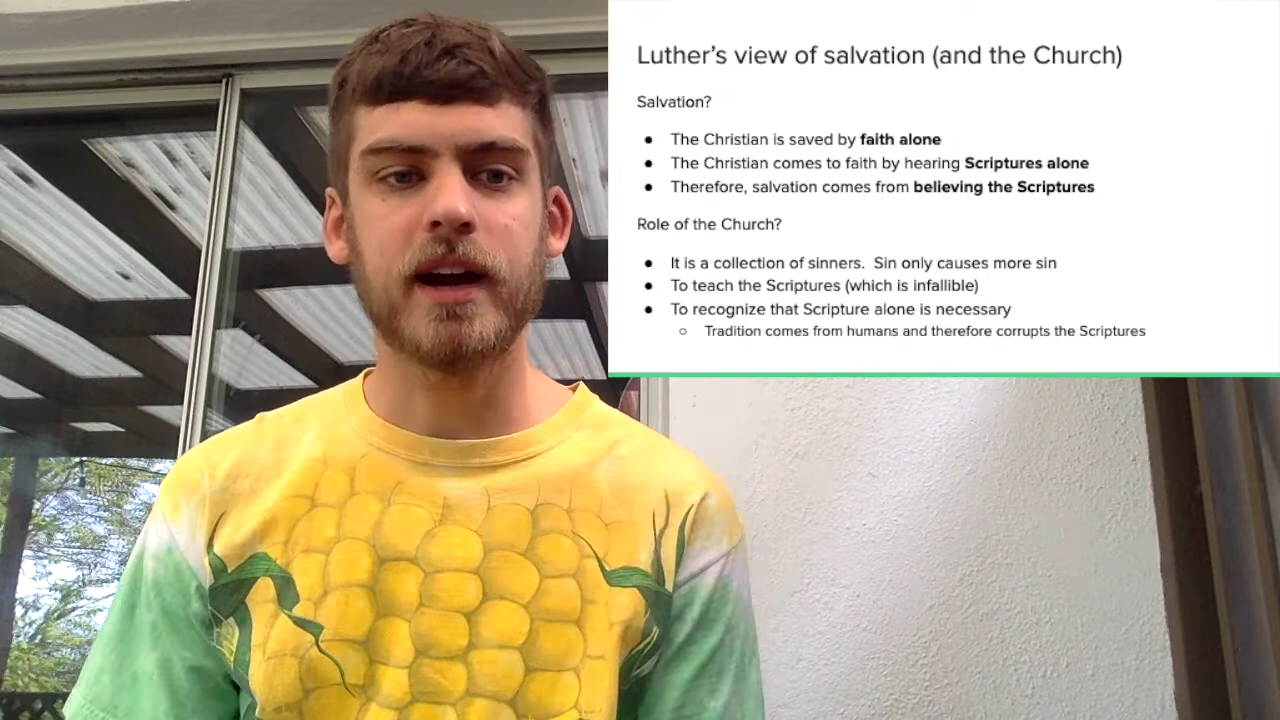 Luther's view of salvation (and the Church)
Salvation?
● The Christian is saved by faith alone
● The Christian comes to faith by hearing Scriptures alone
● Therefore, salvation comes from believing the Scriptures
Role of the Church?
● It is a collection of sinners. Sin only causes more sin
● To teach the Scriptures (which is infallible)
● To recognize that Scripture alone is necessary
○ Tradition comes from humans and therefore corrupts the Scriptures